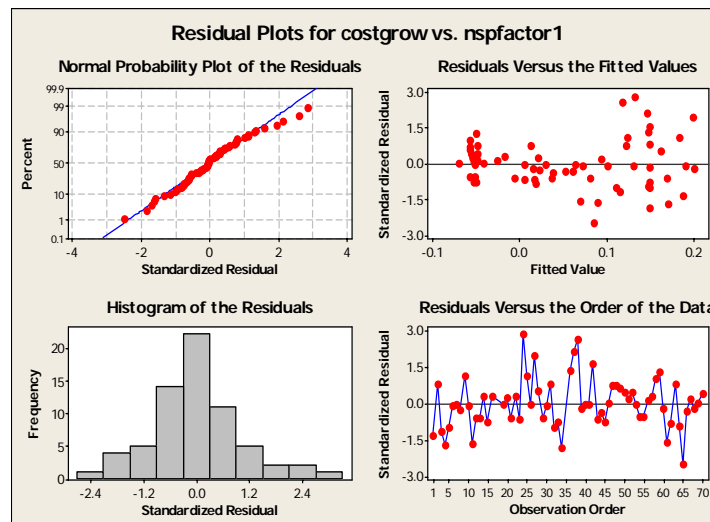 Residual Plots for costgrow vs. nspfactor1
Normal Probability Plot of the Residuals
99.9
99
90
50
10
1
0.1
Percent
-4 -2 0 2 4
Standardized Residual
Residuals Versus the Fitted Values
3.0
1.5
0.0
-1.5
-3.0
Standardized Residual
-0.1 0.0 0.1 0.2
Fitted Value
Histogram of the Residuals
20
15
10
5
0
Frequency
-2.4 -1.2 0.0 1.2 2.4
Standardized Residual
Residuals Versus the Order of the Data
3.0
1.5
0.0
-1.5
-3.0
Standardized Residual
1 5 10 15 20 25 30 35 40 45 50 55 60 65 70
Observation Order